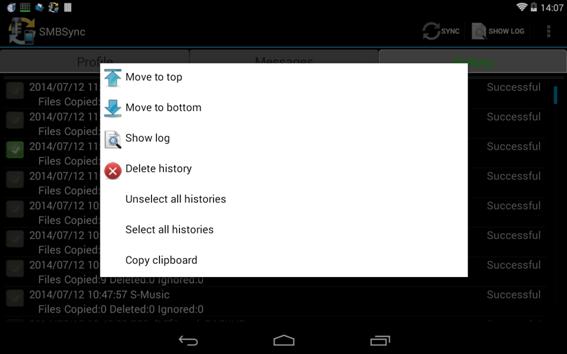 14:07
SMBSync
SYNC
SHOW LOG
Profile Messages History
2014/07/12 11
Successful
Files Copied:
2014/07/12 11
Successful
Files Copied:
2014/07/12 11
Successful
Files Copied:
2014/07/12 11
Successful
Files Copied:
2014/07/12 11
Successful
Files Copied:
2014/07/12 11
Successful
Files Copied:
2014/07/12
Successful
Files Copied:9 Deleted:0 Ignored:0
2014/07/12 10:47:57 S-Music
Successful
Files Copied:0 Deleted:0 Ignored:0
Move to top
Move to bottom
Show log
Delete history
Unselect all histories
Select all histories
Copy clipboard